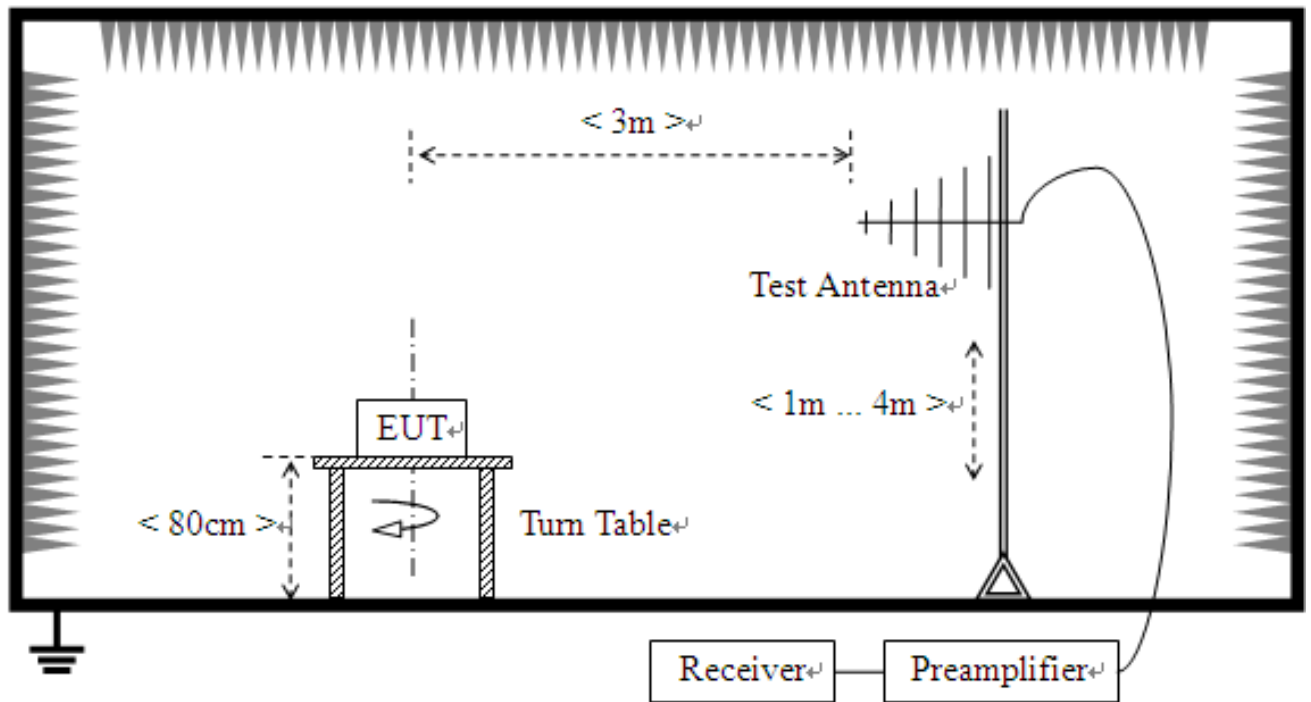 < 3m >↵
Test Antenna↵
< 1m ... 4m >↵
EUT↵
< 80cm >↵
Turn Table↵
Receiver↵
Preamplifier↵